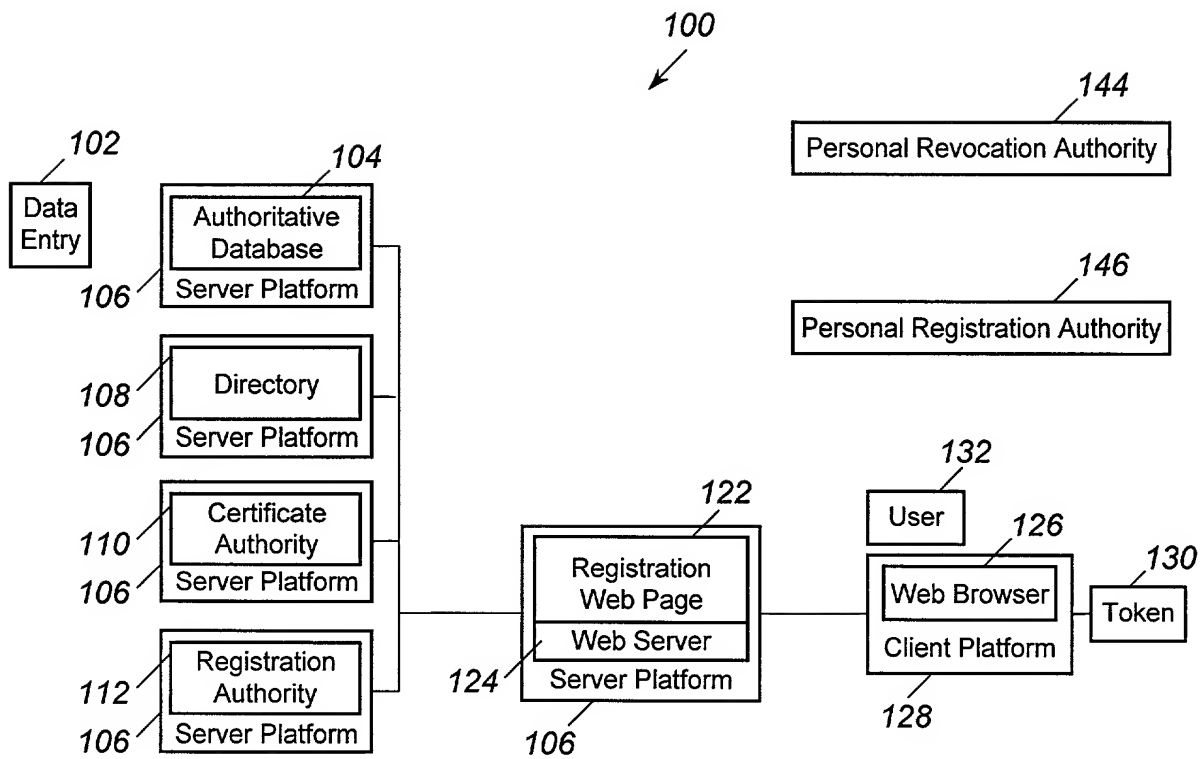 100
144
Personal Revocation Authority
102
Data
Entry
104
Authoritative
Database
106
Server Platform
146
Personal Registration Authority
108
Directory
106
Server Platform
132
User
110
Certificate
Authority
106
Server Platform
122
Registration
Web Page
Web Server
124
Server Platform
106
126
Web Browser
Client Platform
128
130
Token
112
Registration
Authority
106
Server Platform